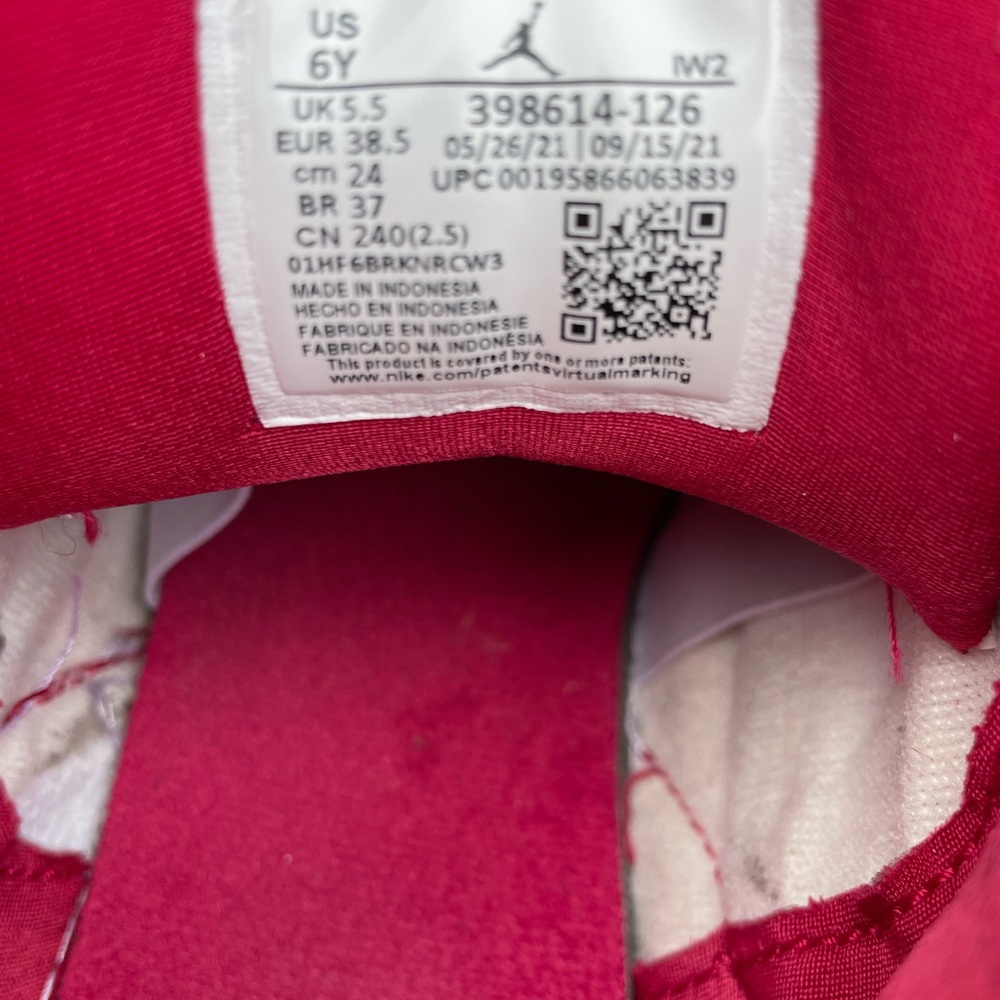 US
6Y
IW2
UK 5.5
398614-126
EUR 38.5
05/26/21 | 09/15/21
cm 24
UPC 00195866063839
BR 37
CN 240(2.5)
01HF6BRKNRCW3
MADE IN INDONESIA
HECHO EN INDONESIA
FABRIQUE EN INDONESIE
FABRICADO NA INDONÉSIA
This product is covered by one or more patents:
www.nike.com/patentsvirtualmarking